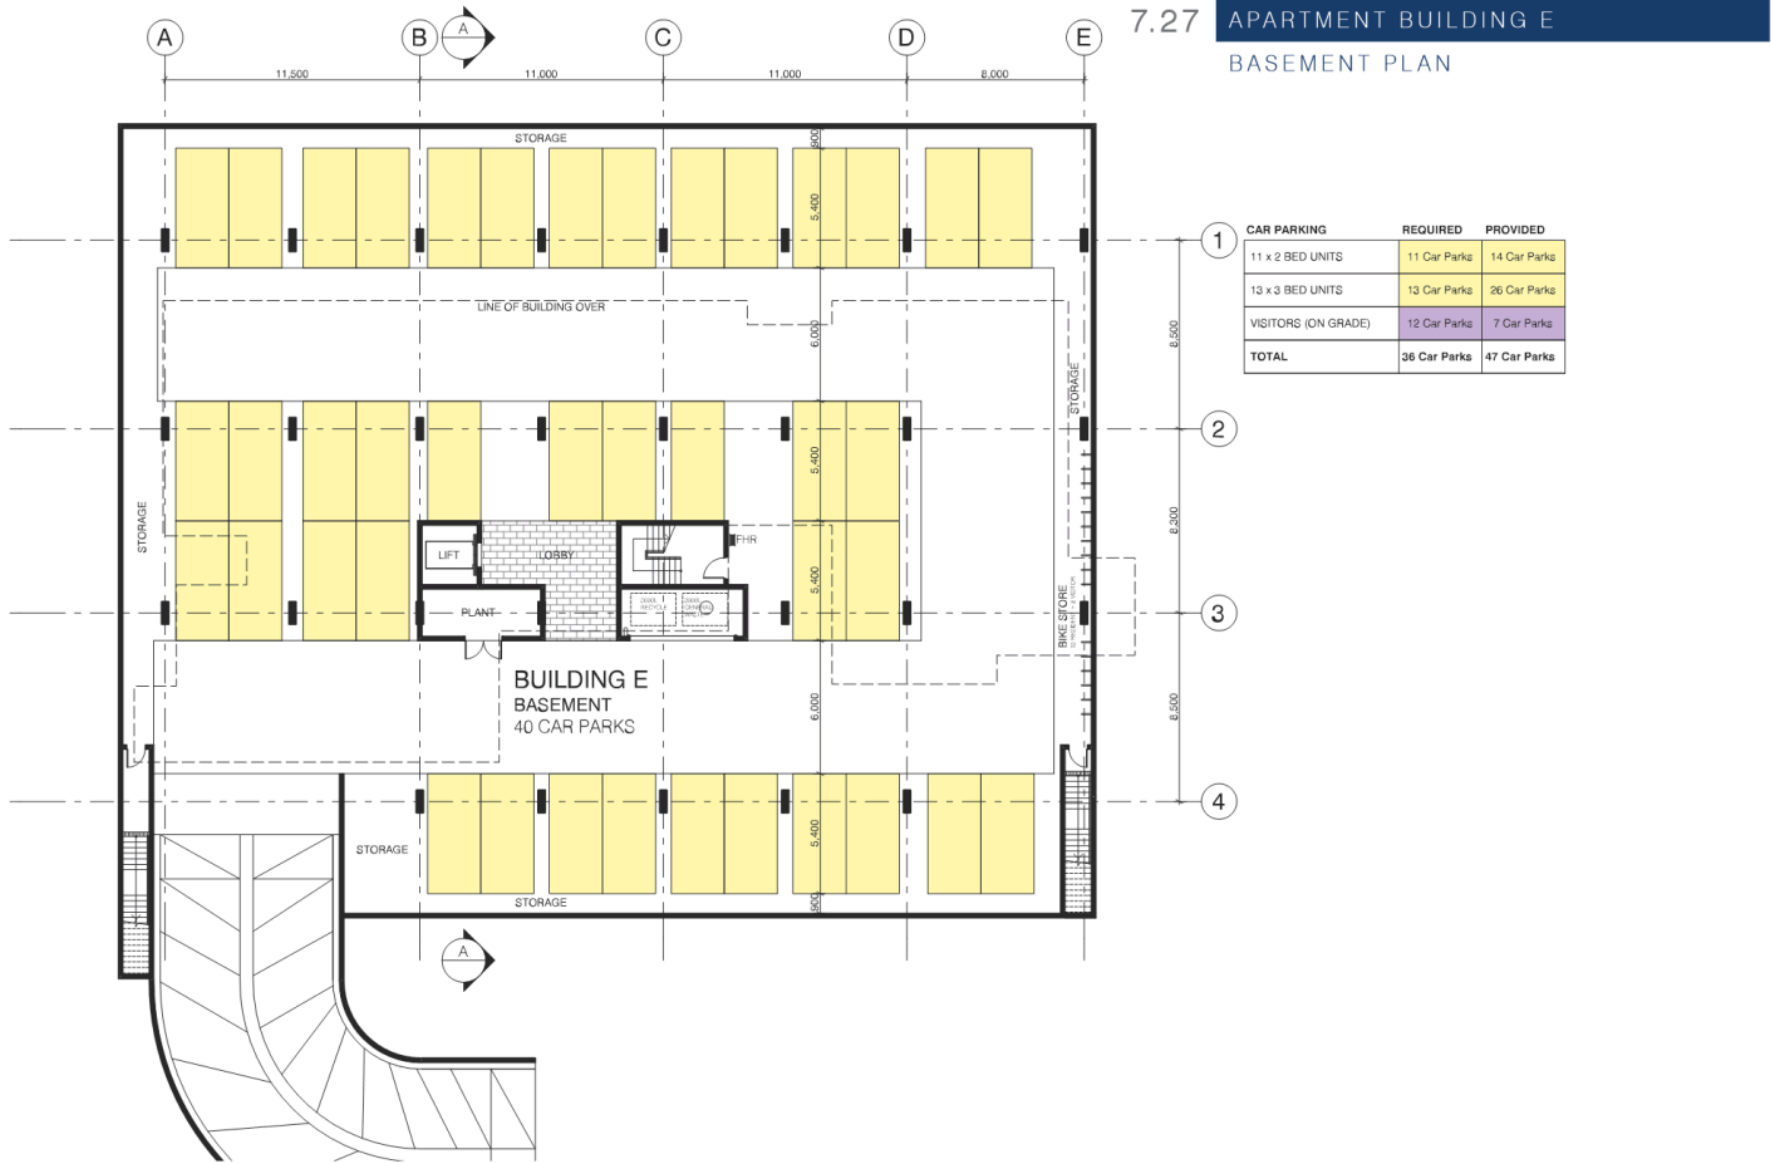 7.27 APARTMENT BUILDING E
BASEMENT PLAN
A B A C D E
11,500 11,000 11,000 8,000
STORAGE
900
5,400
1
CAR PARKING REQUIRED PROVIDED
11 x 2 BED UNITS 11 Car Parks 14 Car Parks
13 x 3 BED UNITS 13 Car Parks 26 Car Parks
VISITORS (ON GRADE) 12 Car Parks 7 Car Parks
TOTAL 36 Car Parks 47 Car Parks
LINE OF BUILDING OVER
6,000
8,500
STORAGE
2
5,400
STORAGE
8,300
LIFT LOBBY FHR
5,400
PLANT
RECYCLE GENERAL
BIKE STORE
3
BUILDING E
BASEMENT
40 CAR PARKS
6,000
8,500
4
STORAGE
5,400
STORAGE
900
A